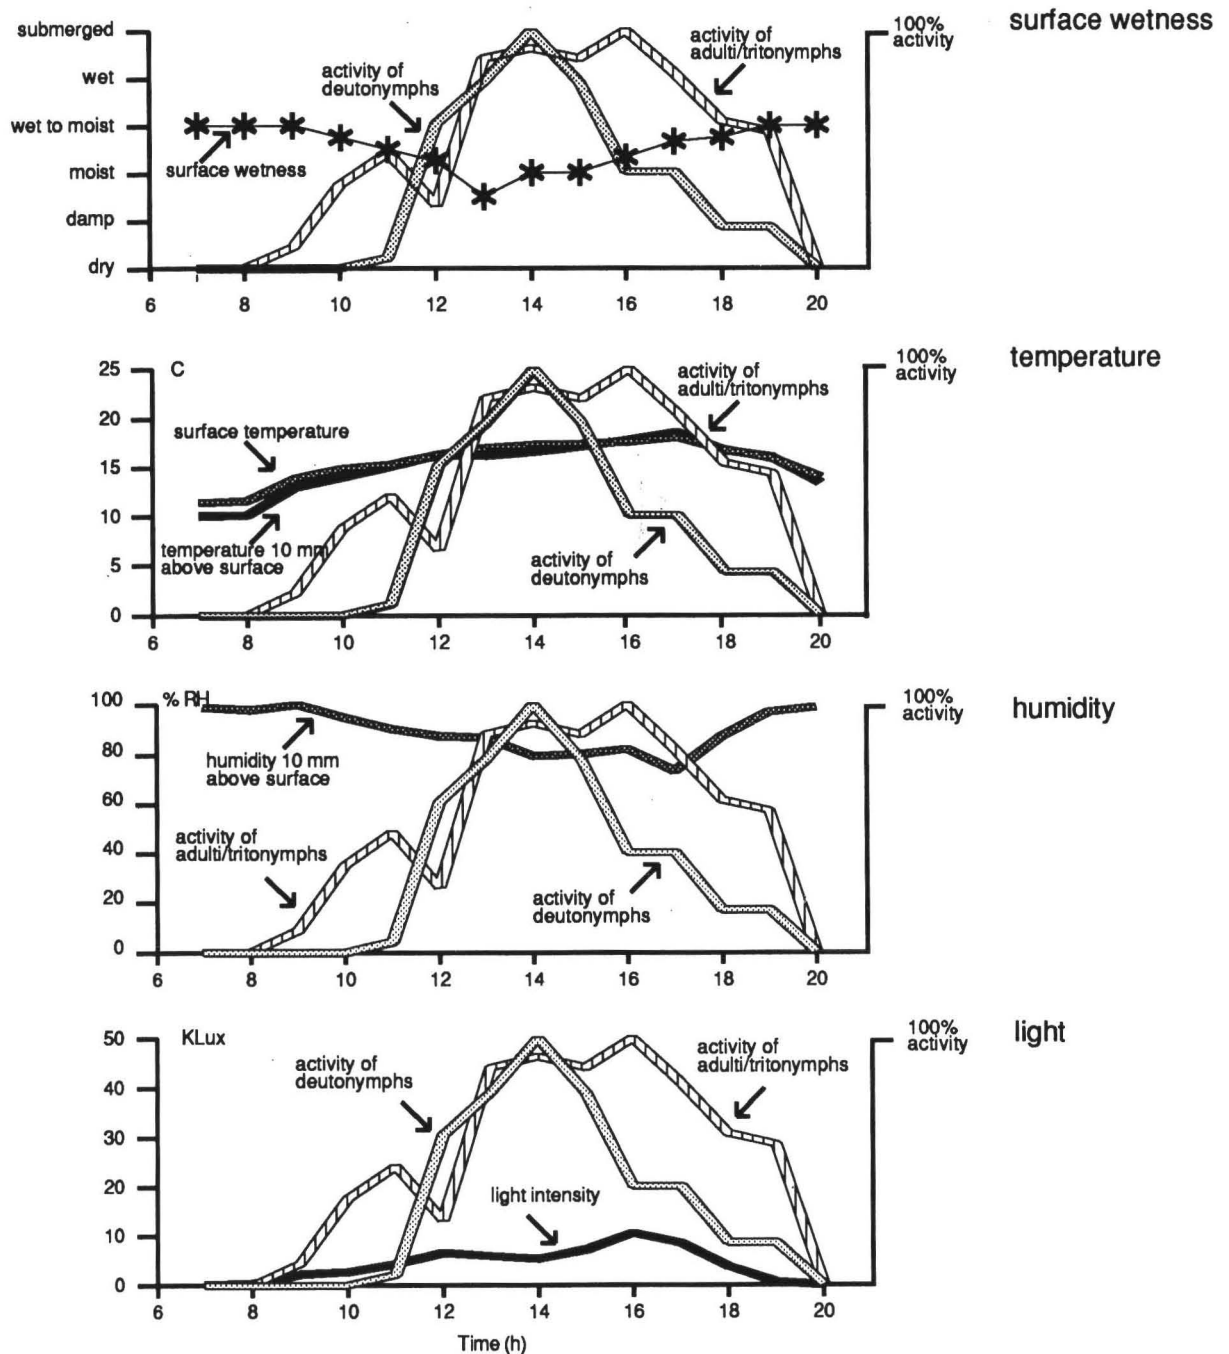 surface wetness
submerged
wet
wet to moist
moist
damp
dry
activity of
deutonymphs
activity of
adulti/tritonymphs
surface wetness
100%
activity
6 8 10 12 14 16 18 20
temperature
C
25
20
15
10
5
0
surface temperature
temperature 10 mm
above surface
activity of
adulti/tritonymphs
activity of
deutonymphs
100%
activity
6 8 10 12 14 16 18 20
humidity
% RH
100
80
60
40
20
0
humidity 10 mm
above surface
activity of
adulti/tritonymphs
activity of
deutonymphs
100%
activity
6 8 10 12 14 16 18 20
light
KLux
50
40
30
20
10
0
activity of
deutonymphs
light intensity
activity of
adulti/tritonymphs
100%
activity
6 8 10 12 14 16 18 20
Time (h)